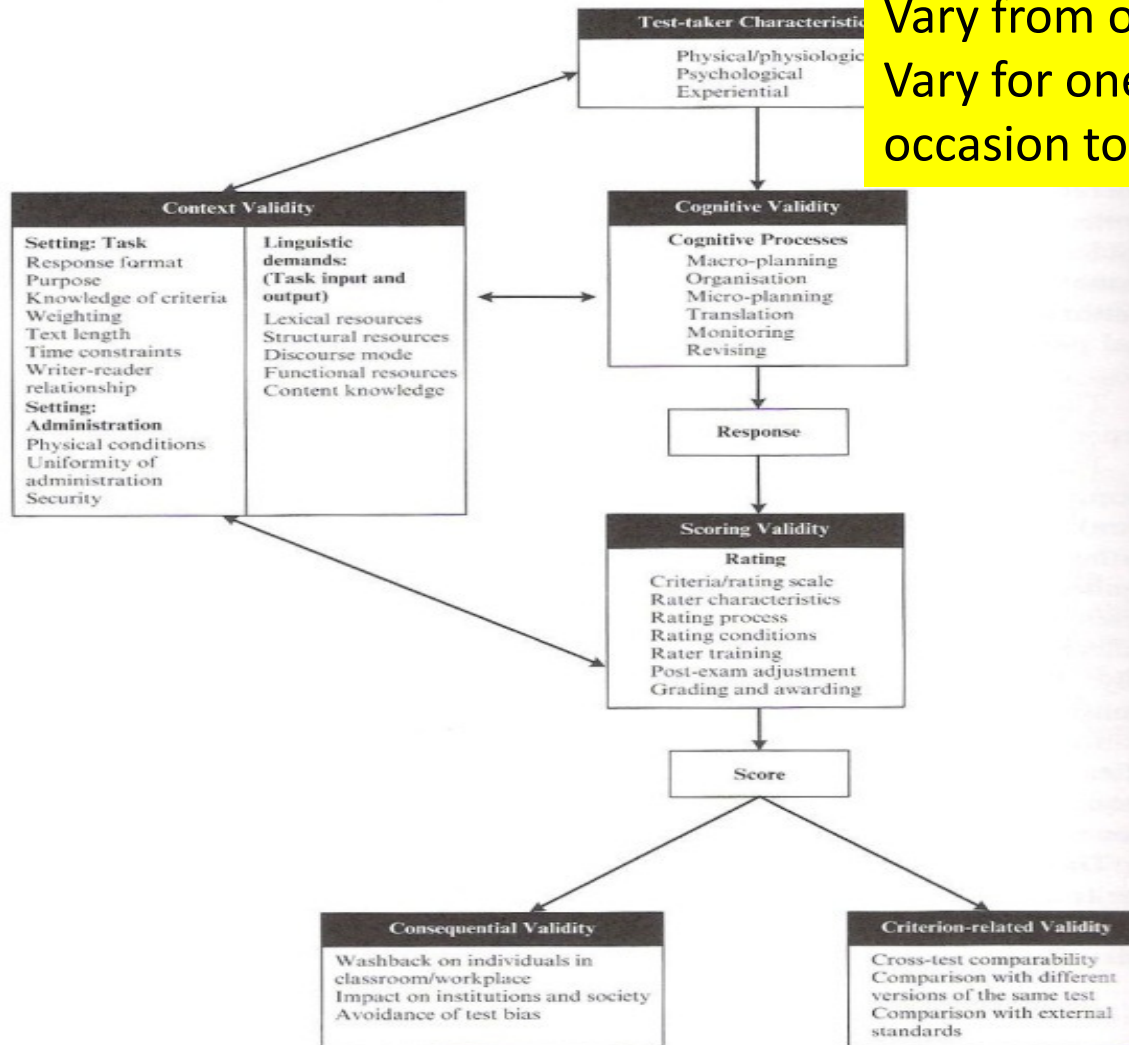 Test-taker Characteristic
Physical/physiologic
Psychological
Experiential
Vary from o
Vary for one
occasion to
Context Validity
Setting: Task
Response format
Purpose
Knowledge of criteria
Weighting
Text length
Time constraints
Writer-reader
relationship
Setting:
Administration
Physical conditions
Uniformity of
administration
Security
Linguistic
demands:
(Task input and
output)
Lexical resources
Structural resources
Discourse mode
Functional resources
Content knowledge
Cognitive Validity
Cognitive Processes
Macro-planning
Organisation
Micro-planning
Translation
Monitoring
Revising
Response
Scoring Validity
Rating
Criteria/rating scale
Rater characteristics
Rating process
Rating conditions
Rater training
Post-exam adjustment
Grading and awarding
Score
Consequential Validity
Washback on individuals in
classroom/workplace
Impact on institutions and society
Avoidance of test bias
Criterion-related Validity
Cross-test comparability
Comparison with different
versions of the same test
Comparison with external
standards